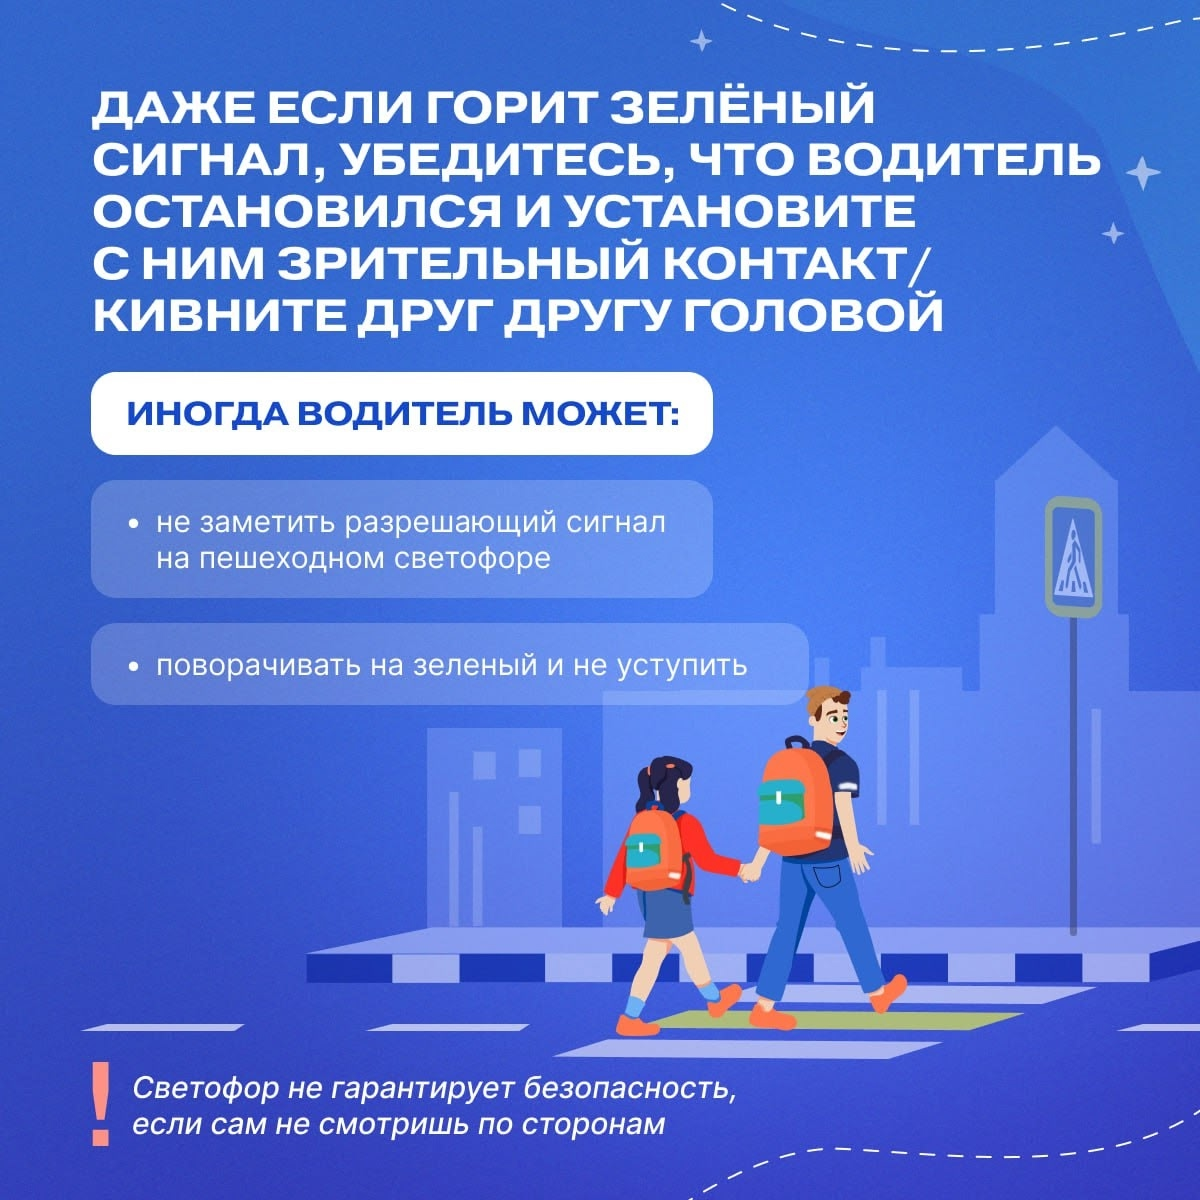 ДАЖЕ ЕСЛИ ГОРИТ ЗЕЛЁНЫЙ
СИГНАЛ, УБЕДИТЕСЬ, ЧТО ВОДИТЕЛЬ
ОСТАНОВИЛСЯ И УСТАНОВИТЕ
С НИМ ЗРИТЕЛЬНЫЙ КОНТАКТ/
КИВНИТЕ ДРУГ ДРУГУ ГОЛОВОЙ
ИНОГДА ВОДИТЕЛЬ МОЖЕТ:
• не заметить разрешающий сигнал
на пешеходном светофоре
• поворачивать на зеленый и не уступить
! Светофор не гарантирует безопасность,
если сам не смотришь по сторонам